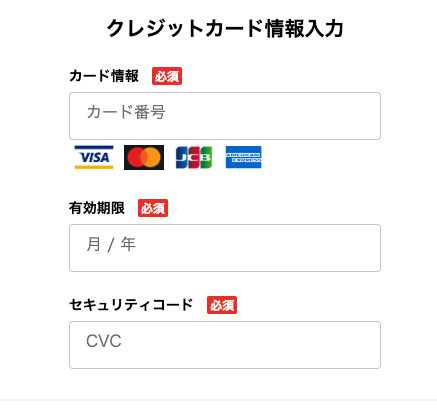 クレジットカード情報入力
カード情報 必須
カード番号
VISA JCB AMERICAN EXPRESS
有効期限 必須
月 / 年
セキュリティコード 必須
CVC